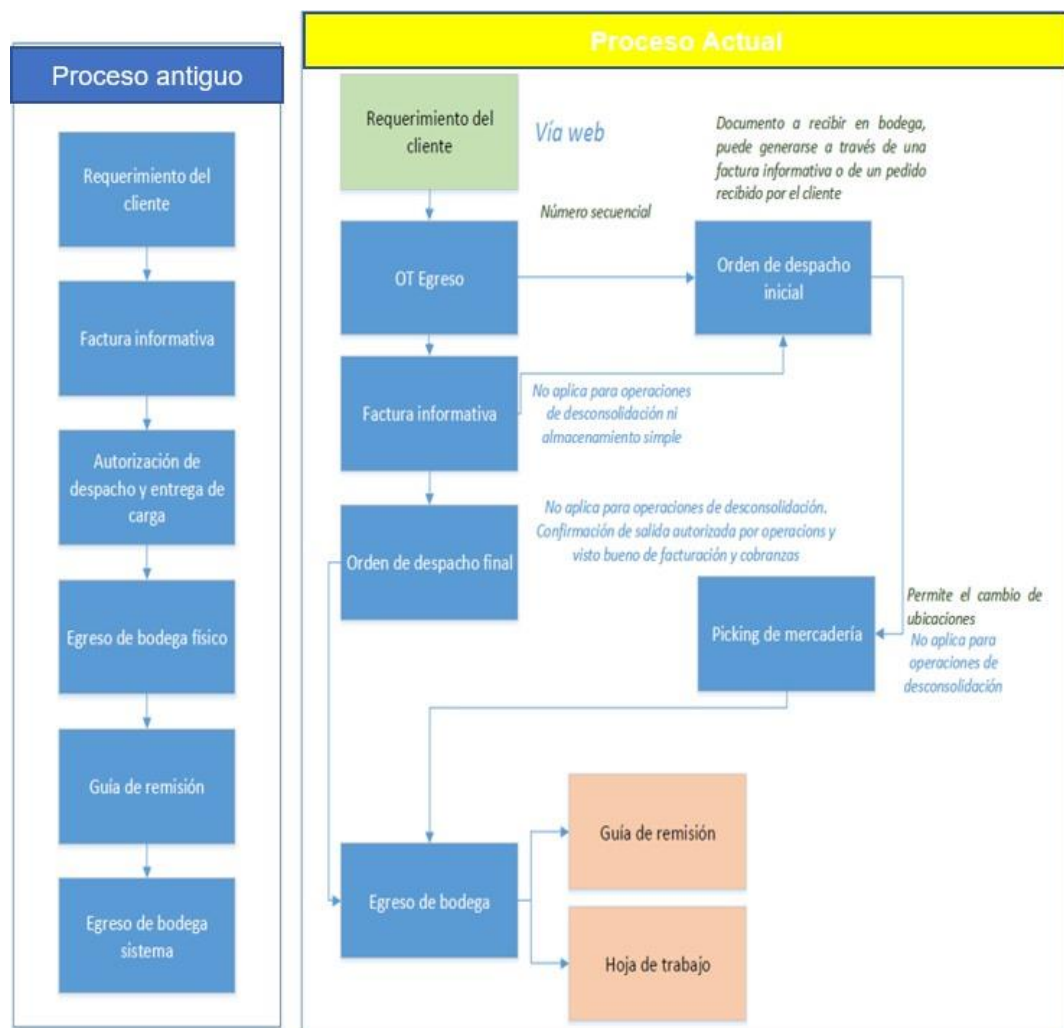 Proceso antiguo
Requerimiento del
cliente
Factura informativa
Autorización de
despacho y entrega de
carga
Egreso de bodega físico
Guía de remisión
Egreso de bodega
sistema
Proceso Actual
Requerimiento del
cliente
Vía web
Documento a recibir en bodega,
puede generarse a través de una
factura informativa o de un pedido
recibido por el cliente
Número secuencial
OT Egreso
Orden de despacho
inicial
Factura informativa
No aplica para operaciones
de desconsolidación ni
almacenamiento simple
Orden de despacho final
No aplica para operaciones de desconsolidación.
Confirmación de salida autorizada por operacions y
visto bueno de facturación y cobranzas
Picking de mercadería
Permite el cambio de
ubicaciones
No aplica para
operaciones de
desconsolidación
Egreso de bodega
Guía de remisión
Hoja de trabajo